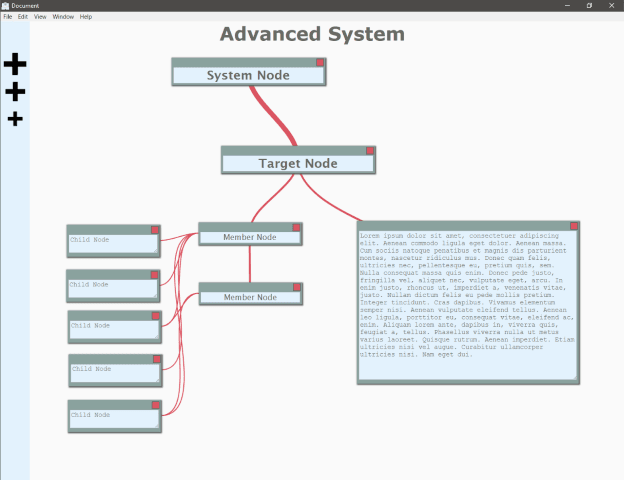 Document
File Edit View Window Help
Advanced System
System Node
Target Node
Child Node
Member Node
Child Node
Member Node
Child Node
Child Node
Child Node
Lorem ipsum dolor sit amet, consectetuer adipiscing
elit. Aenean commodo ligula eget dolor. Aenean massa.
Cum sociis natoque penatibus et magnis dis parturient
montes, nascetur ridiculus mus. Donec quam felis,
ultricies nec, pellentesque eu, pretium quis, sem.
Nulla consequat massa quis enim. Donec pede justo,
fringilla vel, aliquet nec, vulputate eget, arcu. In
enim justo, rhoncus ut, imperdiet a, venenatis vitae,
justo. Nullam dictum felis eu pede mollis pretium.
Integer tincidunt. Cras dapibus. Vivamus elementum
semper nisi. Aenean vulputate eleifend tellus. Aenean
leo ligula, porttitor eu, consequat vitae, eleifend ac,
enim. Aliquam lorem ante, dapibus in, viverra quis,
feugiat a, tellus. Phasellus viverra nulla ut metus
varius laoreet. Quisque rutrum. Aenean imperdiet. Etiam
ultricies nisi vel augue. Curabitur ullamcorper
ultricies nisi. Nam eget dui.